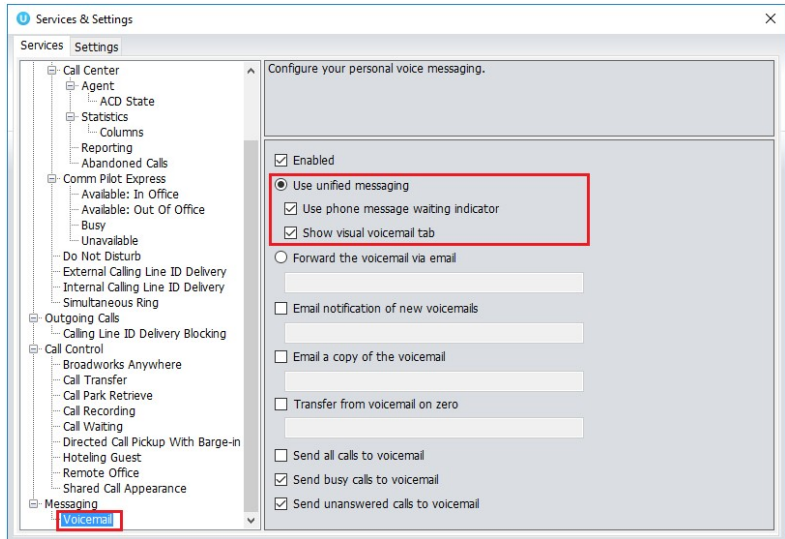 Services & Settings
Services Settings
Call Center
Agent
ACD State
Statistics
Columns
Reporting
Abandoned Calls
Comm Pilot Express
Available: In Office
Available: Out Of Office
Busy
Unavailable
Do Not Disturb
External Calling Line ID Delivery
Internal Calling Line ID Delivery
Simultaneous Ring
Outgoing Calls
Calling Line ID Delivery Blocking
Call Control
Broadworks Anywhere
Call Transfer
Call Park Retrieve
Call Recording
Call Waiting
Directed Call Pickup With Barge-in
Hoteling Guest
Remote Office
Shared Call Appearance
Messaging
Voicemail
Configure your personal voice messaging.
Enabled
Use unified messaging
Use phone message waiting indicator
Show visual voicemail tab
Forward the voicemail via email
Email notification of new voicemails
Email a copy of the voicemail
Transfer from voicemail on zero
Send all calls to voicemail
Send busy calls to voicemail
Send unanswered calls to voicemail